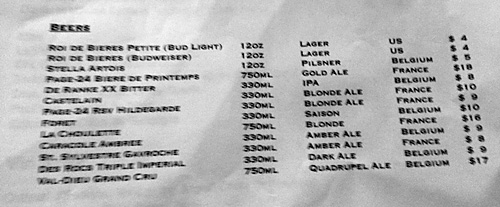 BEERS
ROI DE BIERES PETITE (BUD LIGHT) 12OZ LAGER US $ 4
ROI DE BIERES (BUDWEISER) 12OZ LAGER US $ 4
STELLA ARTOIS 12OZ PILSNER BELGIUM $ 5
PAGE-24 BIERE DE PRINTEMPS 750ML GOLD ALE FRANCE $18
DE RANKE XX BITTER 330ML IPA BELGIUM $ 8
CASTELAIN 330ML BLONDE ALE FRANCE $10
PAGE-24 RSV HILDEGARDE 330ML BLONDE ALE FRANCE $ 9
FORET 330ML SAISON BELGIUM $10
LA CHOULETTE 750ML BLONDE FRANCE $16
CARACOLE AMBREE 330ML AMBER ALE BELGIUM $ 9
ST. SYLVESTRE GAVROCHE 330ML AMBER ALE FRANCE $ 8
DES ROCS TRIPLE IMPERIAL 330ML DARK ALE BELGIUM $ 9
VAL-DIEU GRAND CRU 750ML QUADRUPEL ALE BELGIUM $17